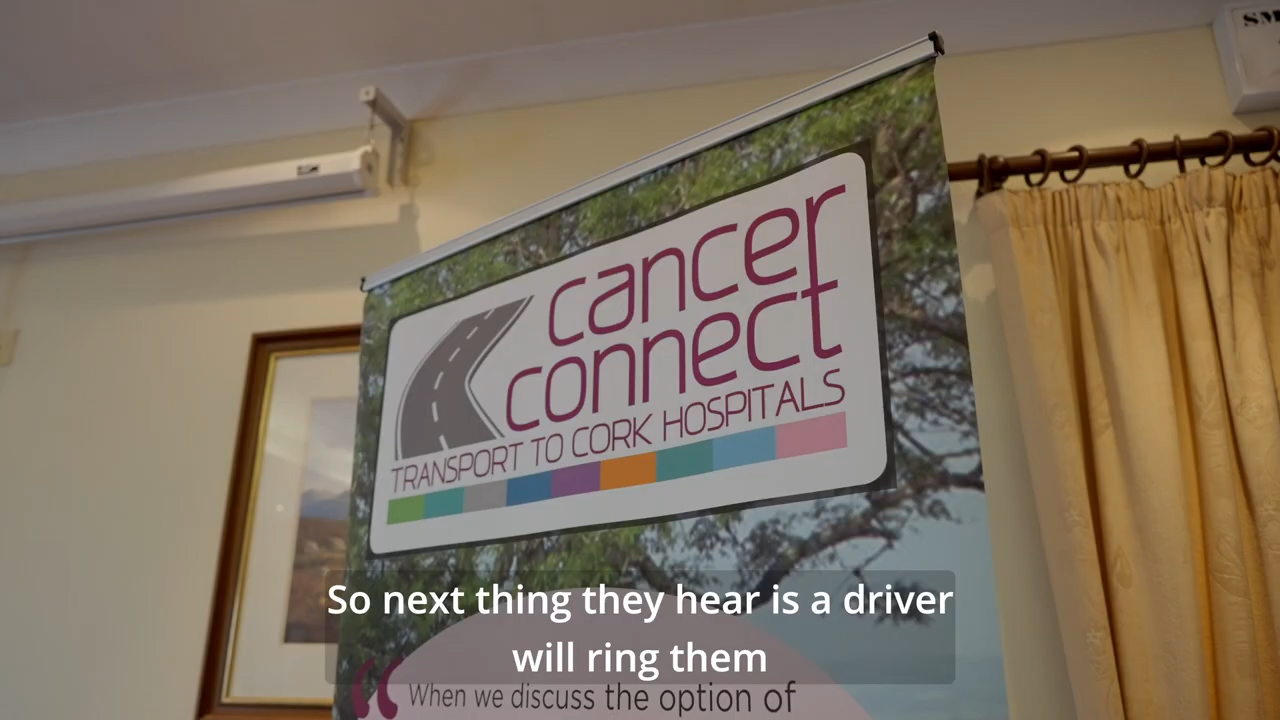 cancer
connect
TRANSPORT TO CORK HOSPITALS
So next thing they hear is a driver
will ring them
When we discuss the option of